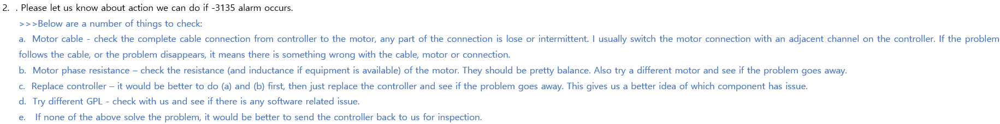 2. . Please let us know about action we can do if -3135 alarm occurs.
>>>Below are a number of things to check:
a. Motor cable - check the complete cable connection from controller to the motor, any part of the connection is lose or intermittent. I usually switch the motor connection with an adjacent channel on the controller. If the problem
follows the cable, or the problem disappears, it means there is something wrong with the cable, motor or connection.
b. Motor phase resistance – check the resistance (and inductance if equipment is available) of the motor. They should be pretty balance. Also try a different motor and see if the problem goes away.
c. Replace controller – it would be better to do (a) and (b) first, then just replace the controller and see if the problem goes away. This gives us a better idea of which component has issue.
d. Try different GPL - check with us and see if there is any software related issue.
e. If none of the above solve the problem, it would be better to send the controller back to us for inspection.